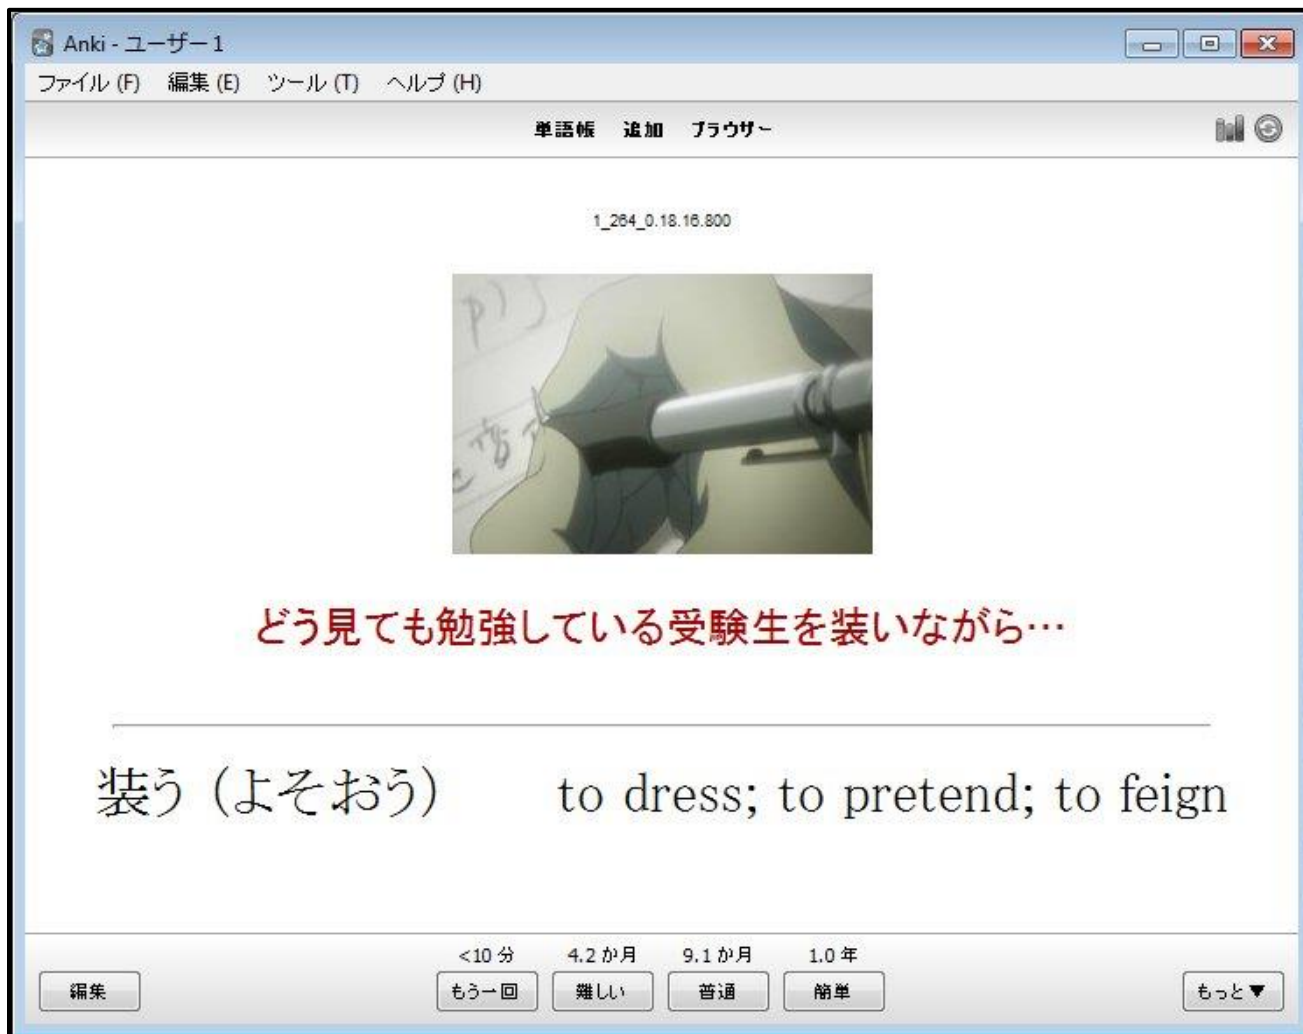 Anki - ユーザー 1
ファイル (F) 編集 (E) ツール (T) ヘルプ (H)
単語帳 追加 ブラウザー
1_264_0.18.16.800
どう見ても勉強している受験生を装いながら…
装う（よそおう） to dress; to pretend; to feign
<10 分 4.2 か月 9.1 か月 1.0 年
編集 もう一回 難しい 普通 簡単 もっと▼